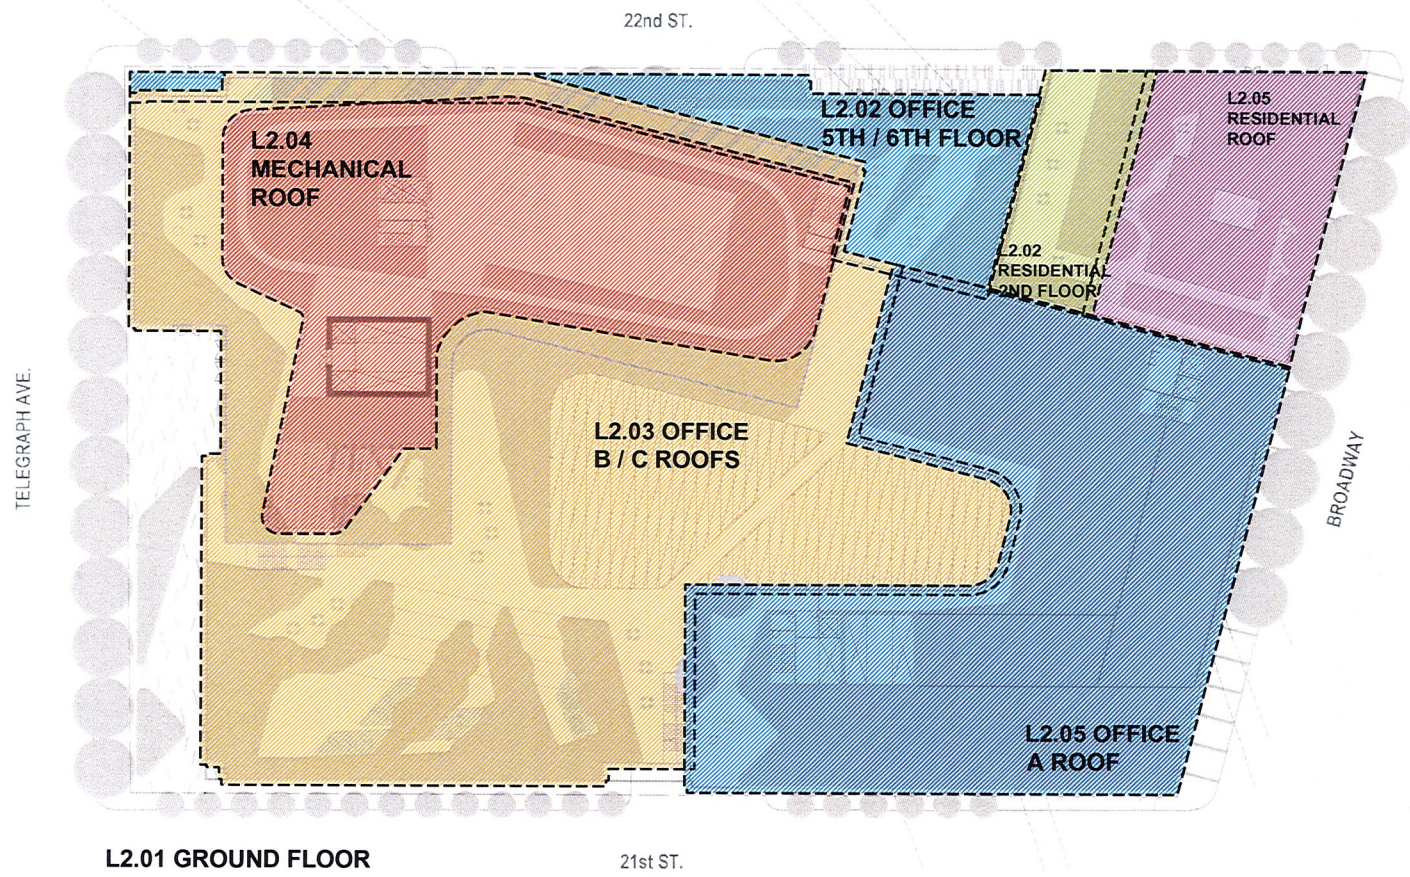 22nd ST.
L2.04
MECHANICAL
ROOF
L2.02 OFFICE
5TH / 6TH FLOOR
L2.05
RESIDENTIAL
ROOF
L2.02
RESIDENTIAL
2ND FLOOR
TELEGRAPH AVE.
L2.03 OFFICE
B / C ROOFS
BROADWAY
L2.05 OFFICE
A ROOF
L2.01 GROUND FLOOR
21st ST.